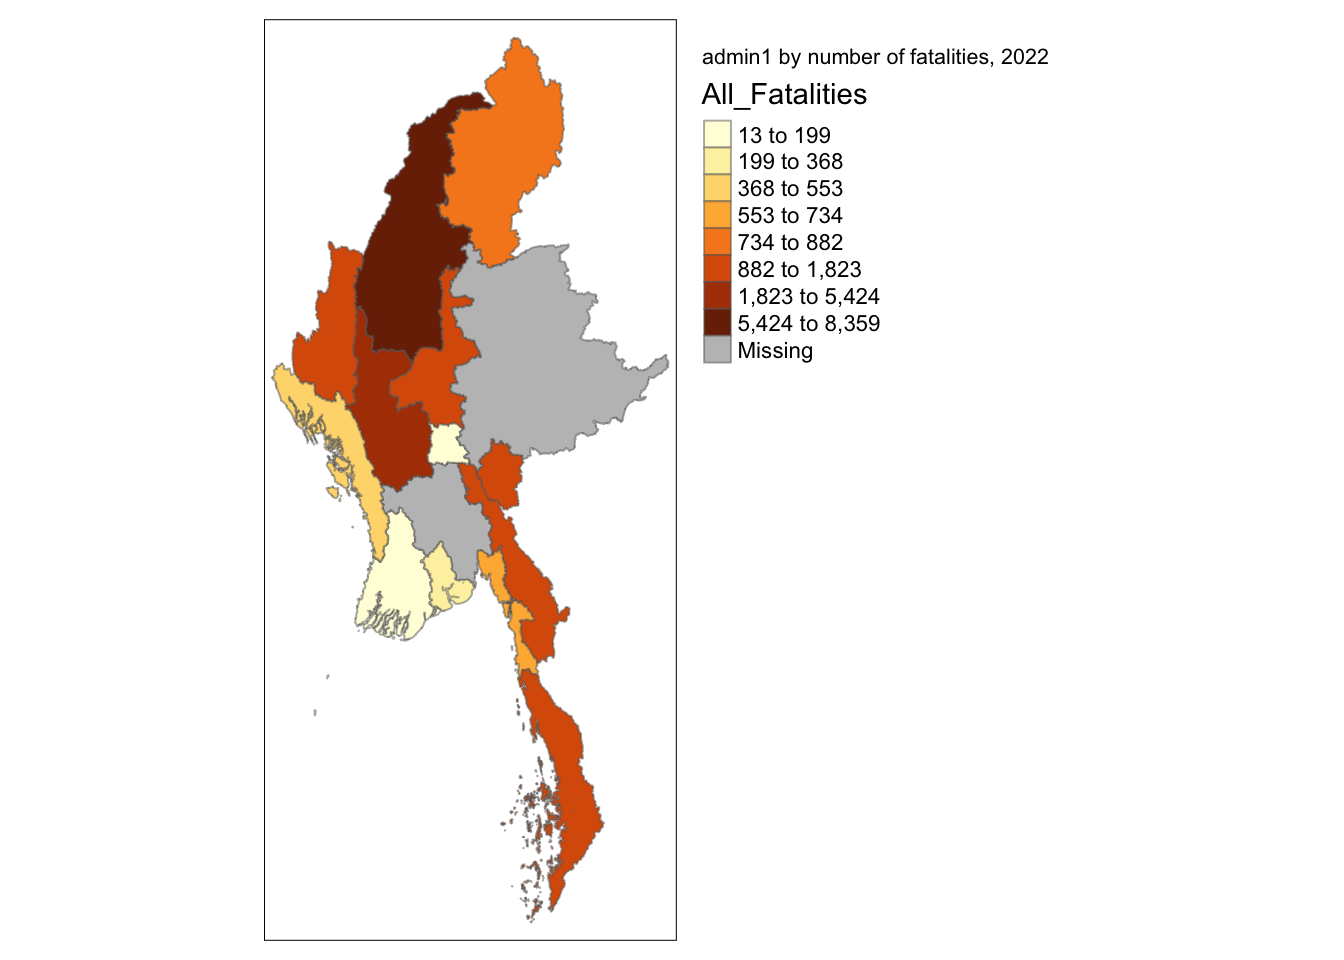 admin1 by number of fatalities, 2022
All_Fatalities
13 to 199
199 to 368
368 to 553
553 to 734
734 to 882
882 to 1,823
1,823 to 5,424
5,424 to 8,359
Missing